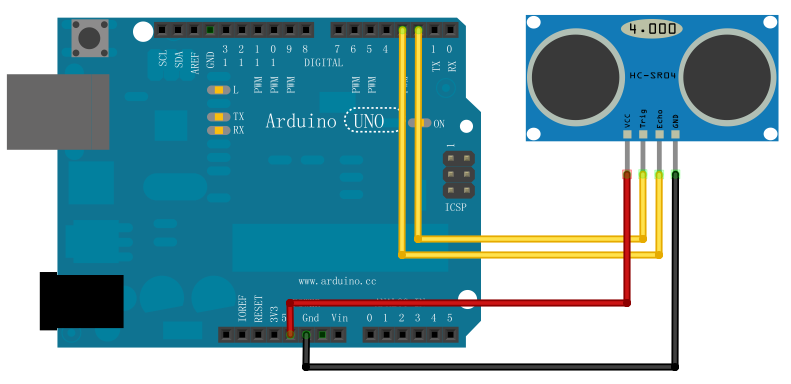 4.000
HC-SR04
VCC
Trig
Echo
GND
SCL
SDA
AREF
GND
13
12
11
10
9
8
7
6
5
4
1
0
DIGITAL
PWM
PWM
PWM
PWM
PWM
TX
RX
L
TX
RX
Arduino UNO
ON
1
ICSP
www.arduino.cc
IOREF
RESET
3V3
5
Gnd
Vin
0 1 2 3 4 5